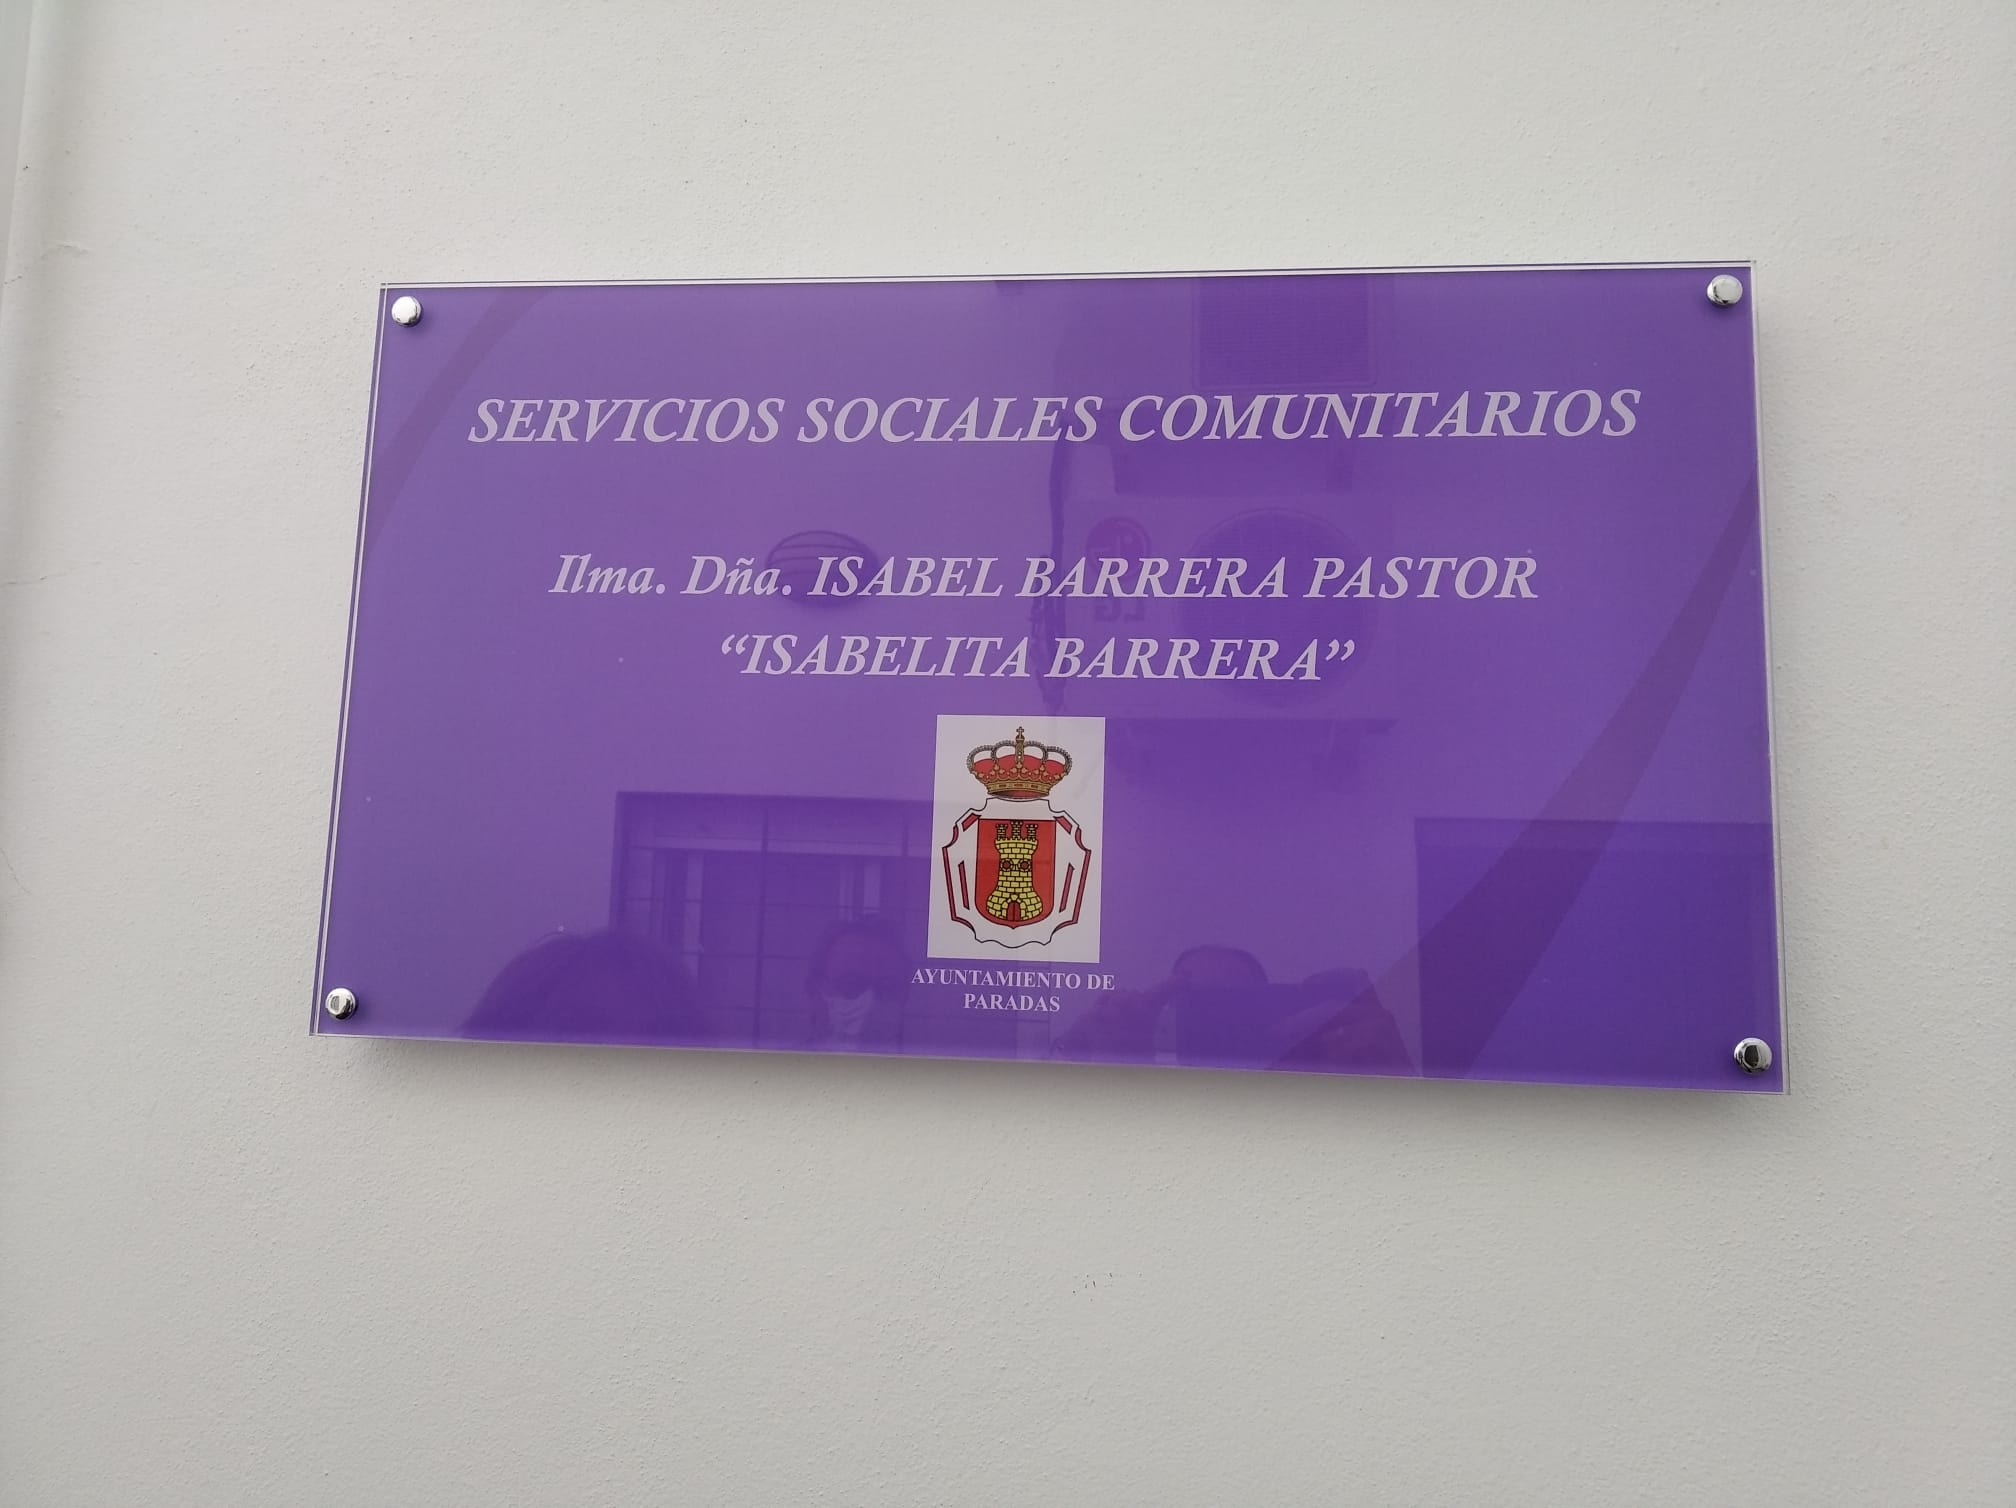 SERVICIOS SOCIALES COMUNITARIOS
Ilma. Dña. ISABEL BARRERA PASTOR
“ISABELITA BARRERA”
AYUNTAMIENTO DE
PARADAS